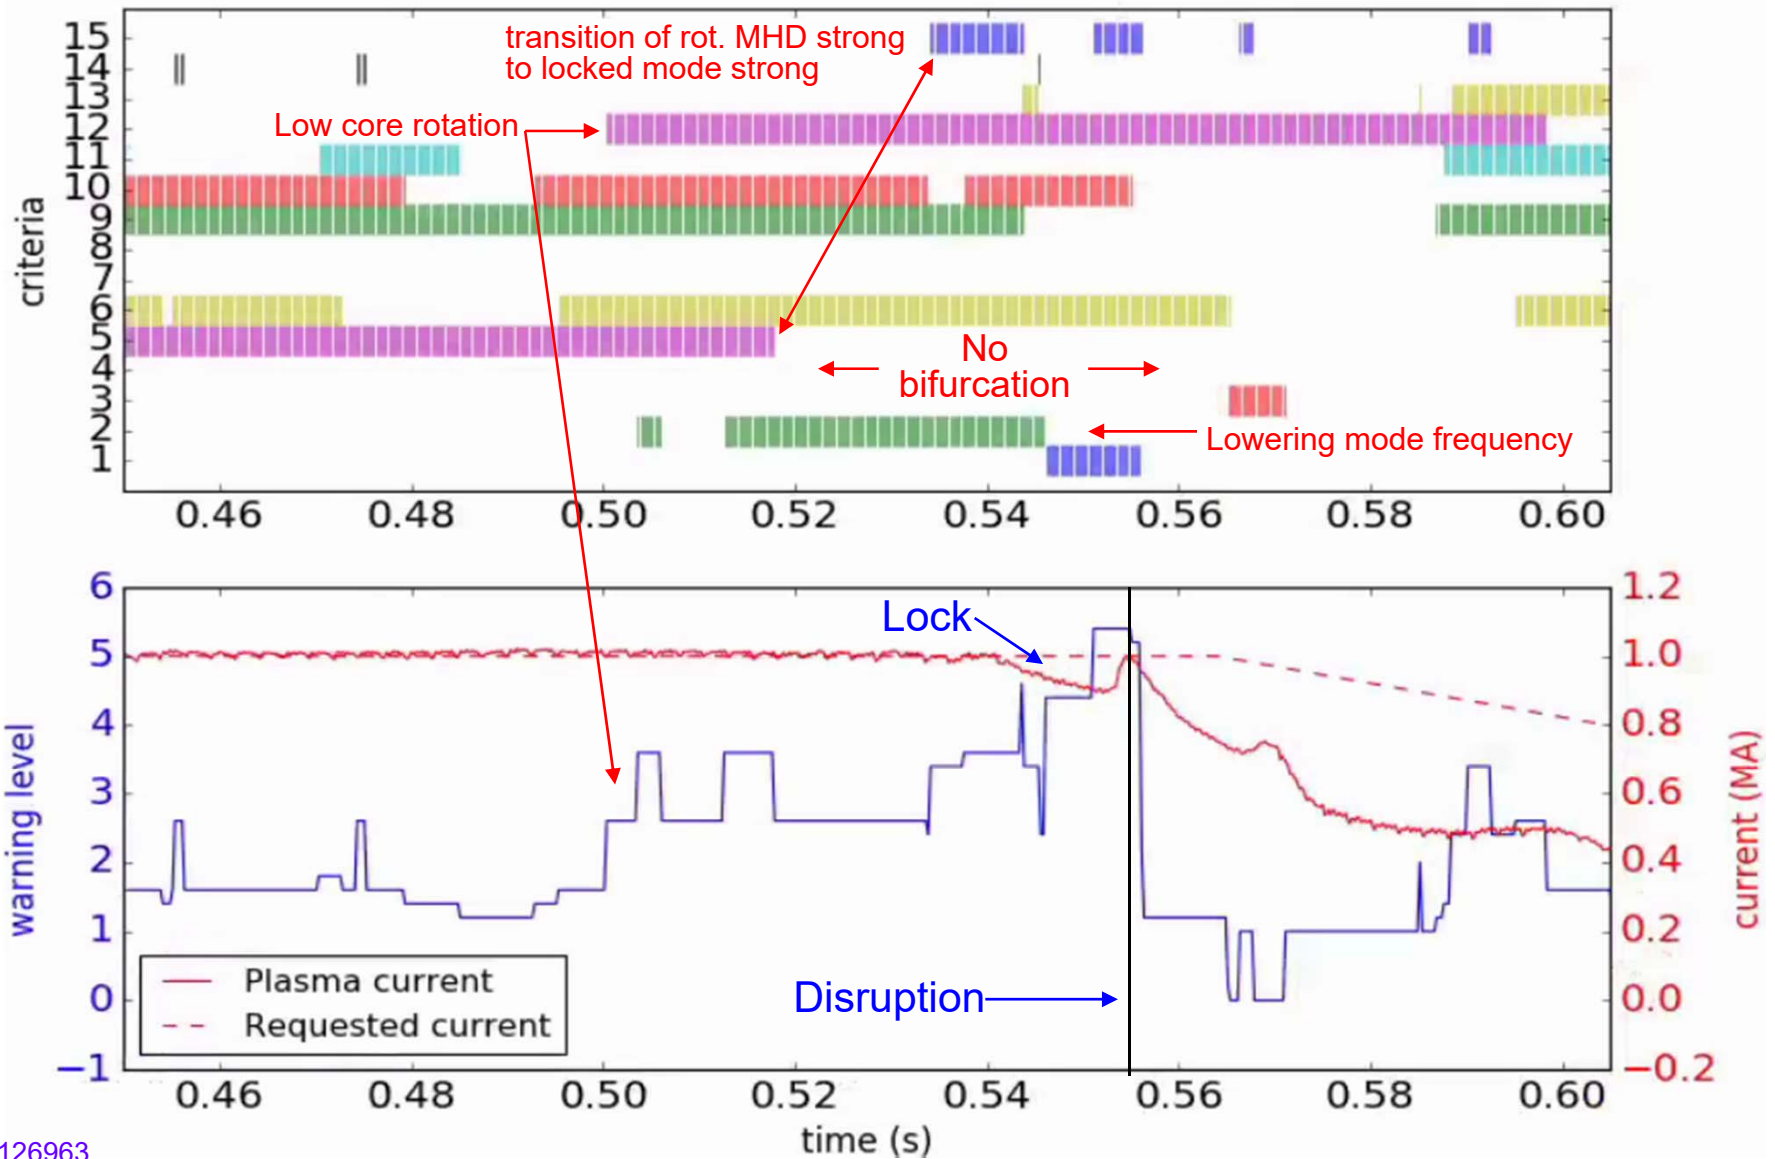 criteria
15
14
13
12
11
10
9
8
7
6
5
4
3
2
1
transition of rot. MHD strong
to locked mode strong
Low core rotation
No
bifurcation
Lowering mode frequency
0.46 0.48 0.50 0.52 0.54 0.56 0.58 0.60
warning level
6
5
4
3
2
1
0
−1
Lock
Disruption
Plasma current
Requested current
1.2
1.0
0.8
0.6
0.4
0.2
0.0
−0.2
current (MA)
0.46 0.48 0.50 0.52 0.54 0.56 0.58 0.60
time (s)
126963